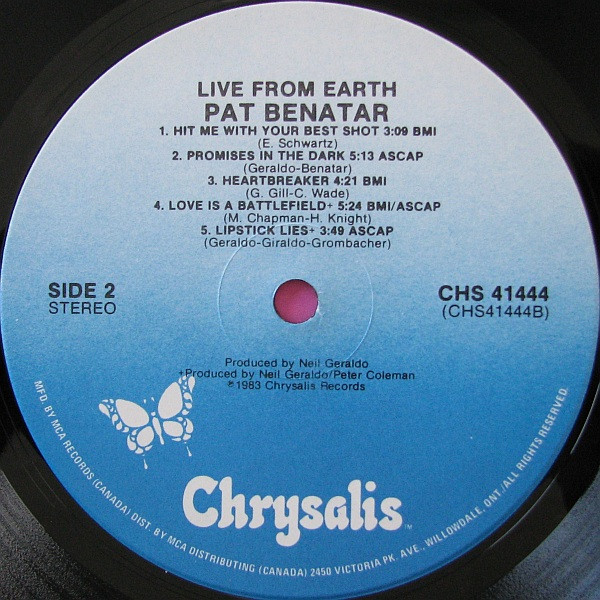 LIVE FROM EARTH
PAT BENATAR
1. HIT ME WITH YOUR BEST SHOT 3:09 BMI
(E. Schwartz)
2. PROMISES IN THE DARK 5:13 ASCAP
(Geraldo-Benatar)
3. HEARTBREAKER 4:21 BMI
(G. Gill-C. Wade)
4. LOVE IS A BATTLEFIELD+ 5:24 BMI/ASCAP
(M. Chapman-H. Knight)
5. LIPSTICK LIES+ 3:49 ASCAP
(Geraldo-Giraldo-Grombacher)
SIDE 2
STEREO
CHS 41444
(CHS41444B)
Produced by Neil Geraldo
+Produced by Neil Geraldo/Peter Coleman
℗1983 Chrysalis Records
Chrysalis™
MFD. BY MCA RECORDS (CANADA) DIST. BY MCA DISTRIBUTING (CANADA) 2450 VICTORIA PK. AVE., WILLOWDALE, ONT./ALL RIGHTS RESERVED.